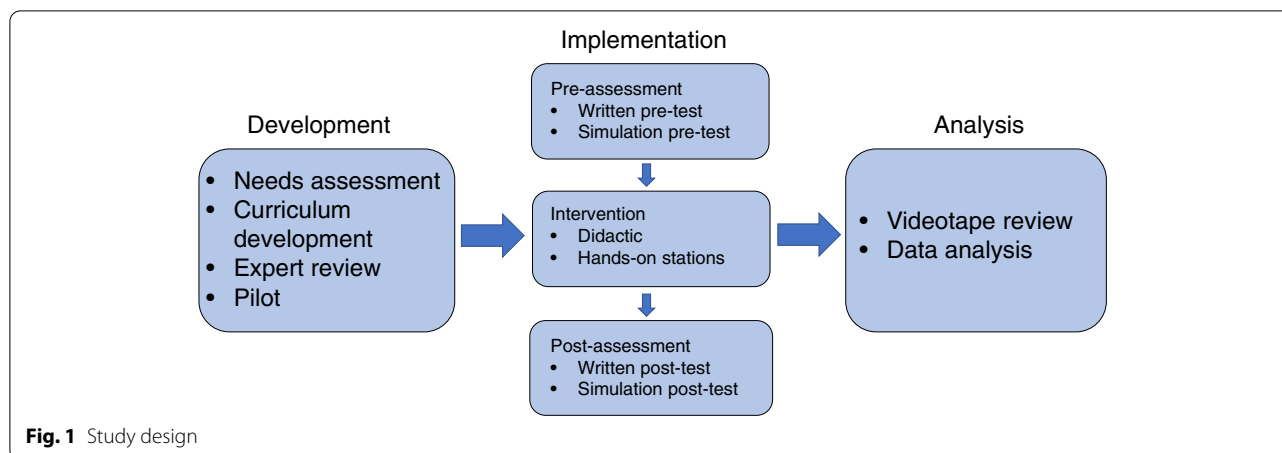 Implementation
Pre-assessment
• Written pre-test
• Simulation pre-test
Development
• Needs assessment
• Curriculum
development
• Expert review
• Pilot
Intervention
• Didactic
• Hands-on stations
Analysis
• Videotape review
• Data analysis
Post-assessment
• Written post-test
• Simulation post-test
Fig. 1 Study design